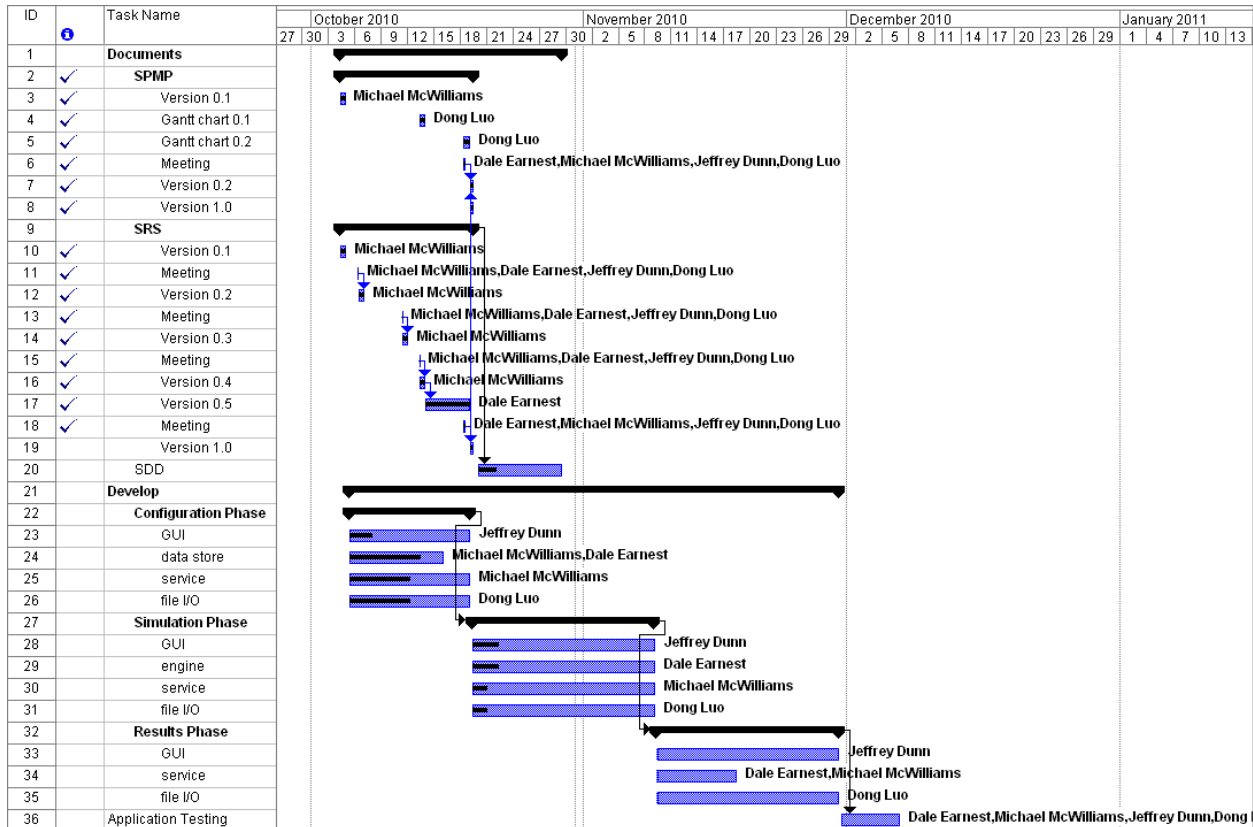 ID Task Name October 2010 November 2010 December 2010 January 2011
27 30 3 6 9 12 15 18 21 24 27 30 2 5 8 11 14 17 20 23 26 29 2 5 8 11 14 17 20 23 26 29 1 4 7 10 13
1 Documents
2 SPMP
3 Version 0.1 Michael McWilliams
4 Gantt chart 0.1 Dong Luo
5 Gantt chart 0.2 Dong Luo
6 Meeting Dale Earnest,Michael McWilliams,Jeffrey Dunn,Dong Luo
7 Version 0.2
8 Version 1.0
9 SRS
10 Version 0.1 Michael McWilliams
11 Meeting Michael McWilliams,Dale Earnest,Jeffrey Dunn,Dong Luo
12 Version 0.2 Michael McWilliams
13 Meeting Michael McWilliams,Dale Earnest,Jeffrey Dunn,Dong Luo
14 Version 0.3 Michael McWilliams
15 Meeting Michael McWilliams,Dale Earnest,Jeffrey Dunn,Dong Luo
16 Version 0.4 Michael McWilliams
17 Version 0.5 Dale Earnest
18 Meeting Dale Earnest,Michael McWilliams,Jeffrey Dunn,Dong Luo
19 Version 1.0
20 SDD
21 Develop
22 Configuration Phase
23 GUI Jeffrey Dunn
24 data store Michael McWilliams,Dale Earnest
25 service Michael McWilliams
26 file I/O Dong Luo
27 Simulation Phase
28 GUI Jeffrey Dunn
29 engine Dale Earnest
30 service Michael McWilliams
31 file I/O Dong Luo
32 Results Phase
33 GUI Jeffrey Dunn
34 service Dale Earnest,Michael McWilliams
35 file I/O Dong Luo
36 Application Testing Dale Earnest,Michael McWilliams,Jeffrey Dunn,Dong